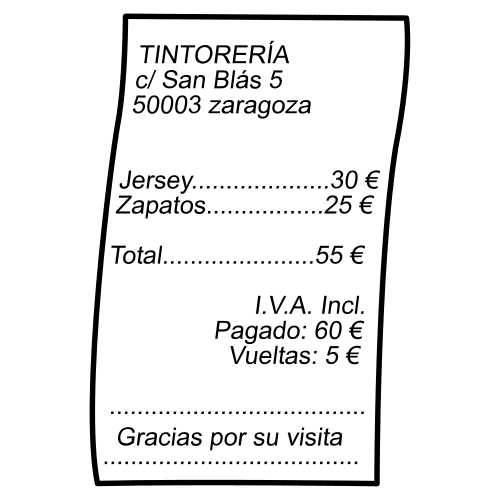 TINTORERÍA
c/ San Blás 5
50003 zaragoza
Jersey....................30 €
Zapatos.................25 €
Total......................55 €
I.V.A. Incl.
Pagado: 60 €
Vueltas: 5 €
.....................................
Gracias por su visita
.....................................